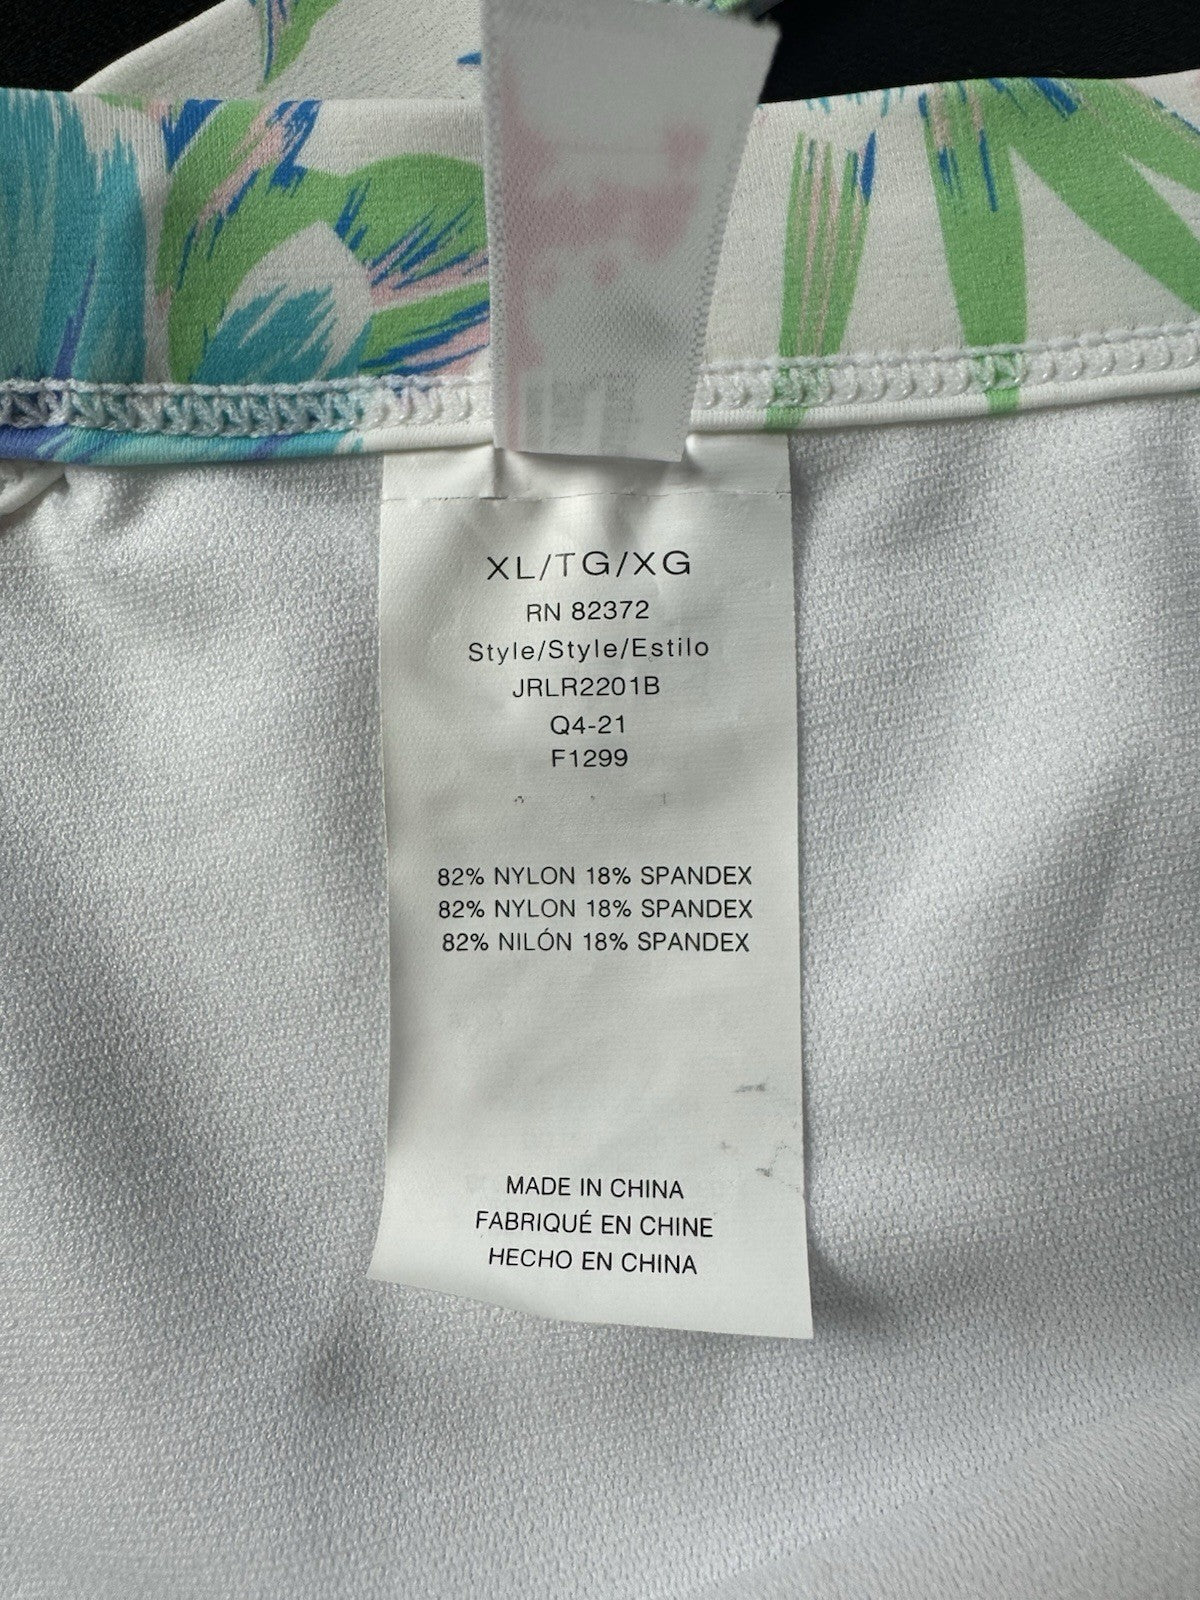 XL/TG/XG
RN 82372
Style/Style/Estilo
JRLR2201B
Q4-21
F1299
82% NYLON 18% SPANDEX
82% NYLON 18% SPANDEX
82% NILÓN 18% SPANDEX
MADE IN CHINA
FABRIQUÉ EN CHINE
HECHO EN CHINA